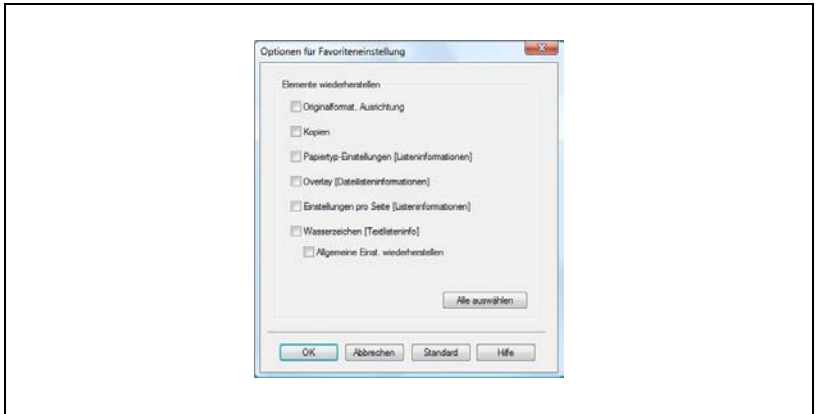 Optionen für Favoriteneinstellung
Elemente wiederherstellen
Originalformat, Ausrichtung
Kopien
Papiertyp-Einstellungen [Listeninformationen]
Overlay [Dateilisteninformationen]
Einstellungen pro Seite [Listeninformationen]
Wasserzeichen [Textlisteninfo]
Allgemeine Einst. wiederherstellen
Alle auswählen
OK Abbrechen Standard Hilfe